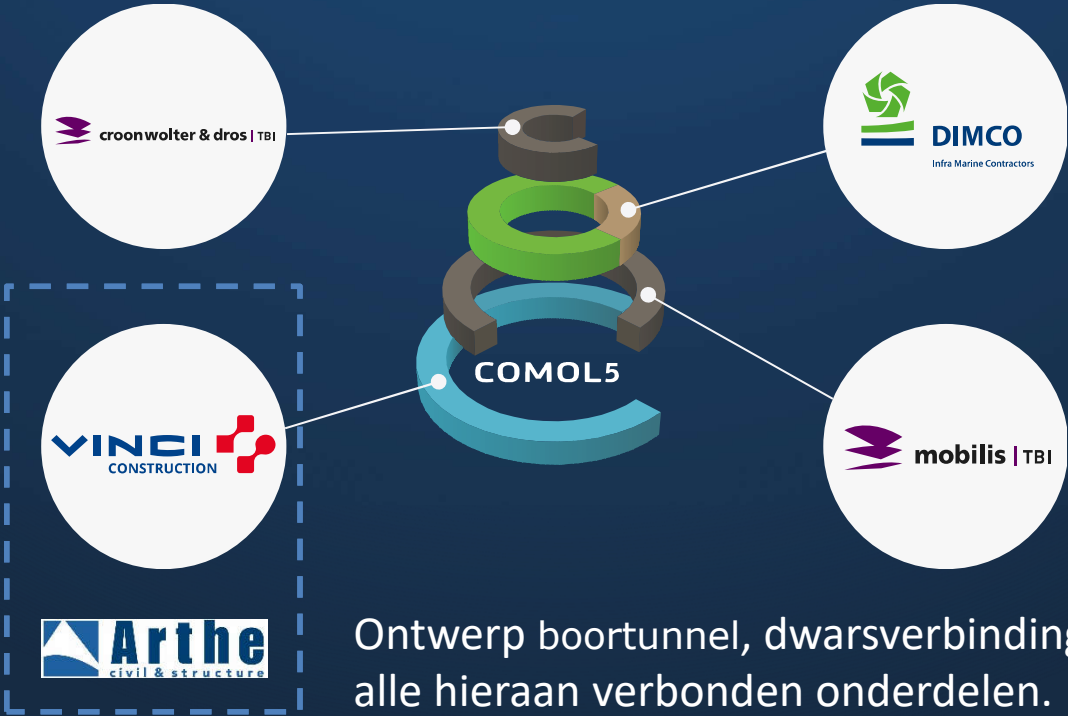 croonwolter & dros | TBI
DIMCO
Infra Marine Contractors
COMOL5
VINCI
CONSTRUCTION
mobilis | TBI
Arthe
civil & structure
Ontwerp boortunnel, dwarsverbinding
alle hieraan verbonden onderdelen.